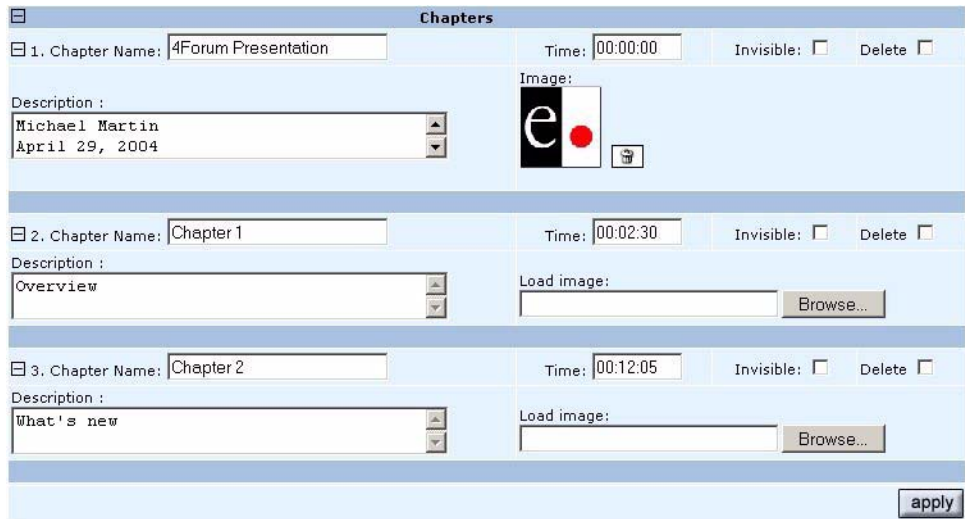 Chapters
1. Chapter Name: 4Forum Presentation Time: 00:00:00 Invisible: Delete
Description :
Michael Martin
April 29, 2004
Image:
e.
2. Chapter Name: Chapter 1 Time: 00:02:30 Invisible: Delete
Description :
Overview
Load image:
Browse...
3. Chapter Name: Chapter 2 Time: 00:12:05 Invisible: Delete
Description :
What's new
Load image:
Browse...
apply